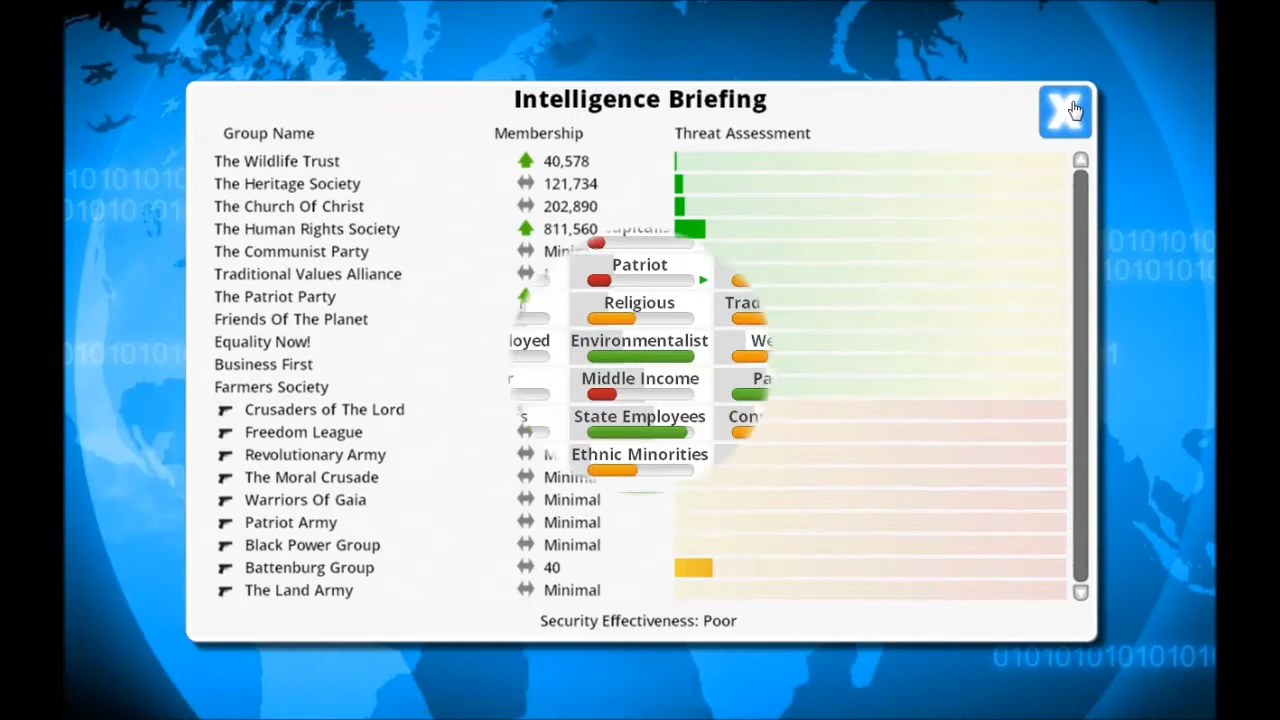 Intelligence Briefing
X
Group Name Membership Threat Assessment
The Wildlife Trust 40,578
The Heritage Society 121,734
The Church Of Christ 202,890
The Human Rights Society 811,560
The Communist Party
Traditional Values Alliance
The Patriot Party
Friends Of The Planet
Equality Now!
Business First
Farmers Society
Crusaders of The Lord
Freedom League
Revolutionary Army
The Moral Crusade Minimal
Warriors Of Gaia Minimal
Patriot Army Minimal
Black Power Group Minimal
Battenburg Group 40
The Land Army Minimal
Patriot
Religious
Environmentalist
Middle Income
State Employees
Ethnic Minorities
Security Effectiveness: Poor